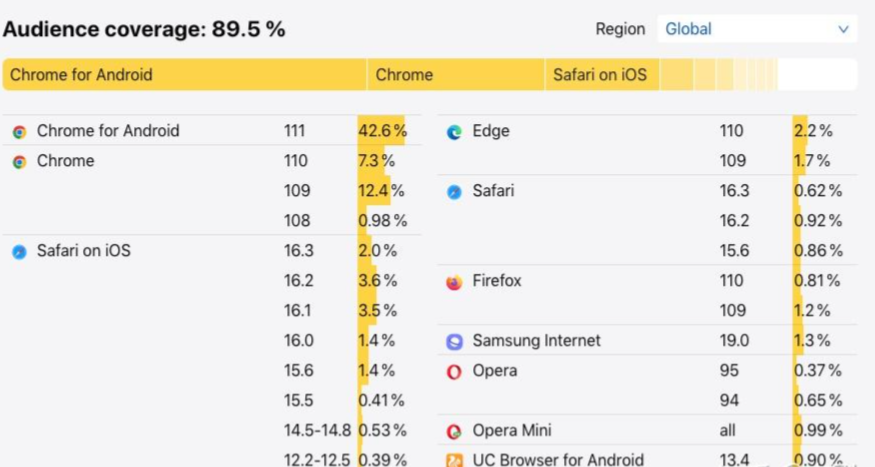 Audience coverage: 89.5 %
Region Global
Chrome for Android Chrome Safari on iOS
Chrome for Android 111 42.6 %
Chrome 110 7.3 %
109 12.4 %
108 0.98 %
Safari on iOS 16.3 2.0 %
16.2 3.6 %
16.1 3.5 %
16.0 1.4 %
15.6 1.4 %
15.5 0.41 %
14.5-14.8 0.53 %
12.2-12.5 0.39 %
Edge 110 2.2 %
109 1.7 %
Safari 16.3 0.62 %
16.2 0.92 %
15.6 0.86 %
Firefox 110 0.81 %
109 1.2 %
Samsung Internet 19.0 1.3 %
Opera 95 0.37 %
94 0.65 %
Opera Mini all 0.99 %
UC Browser for Android 13.4 0.90 %